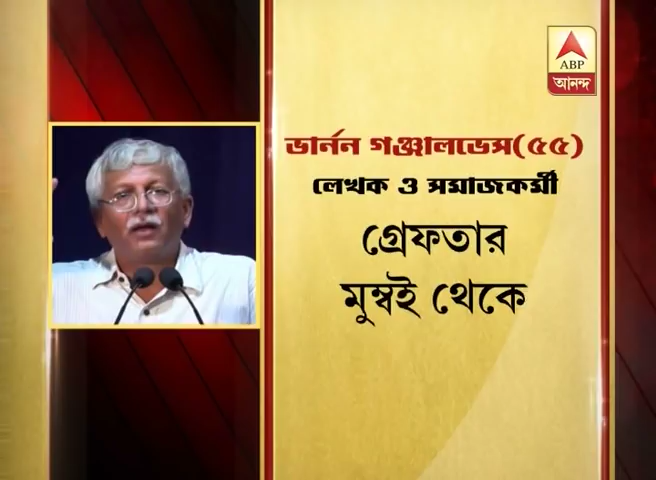 ABP
আনন্দ
ভার্নন গঞ্জালভেস(৫৫)
লেখক ও সমাজকর্মী
গ্রেফতার
মুম্বই থেকে